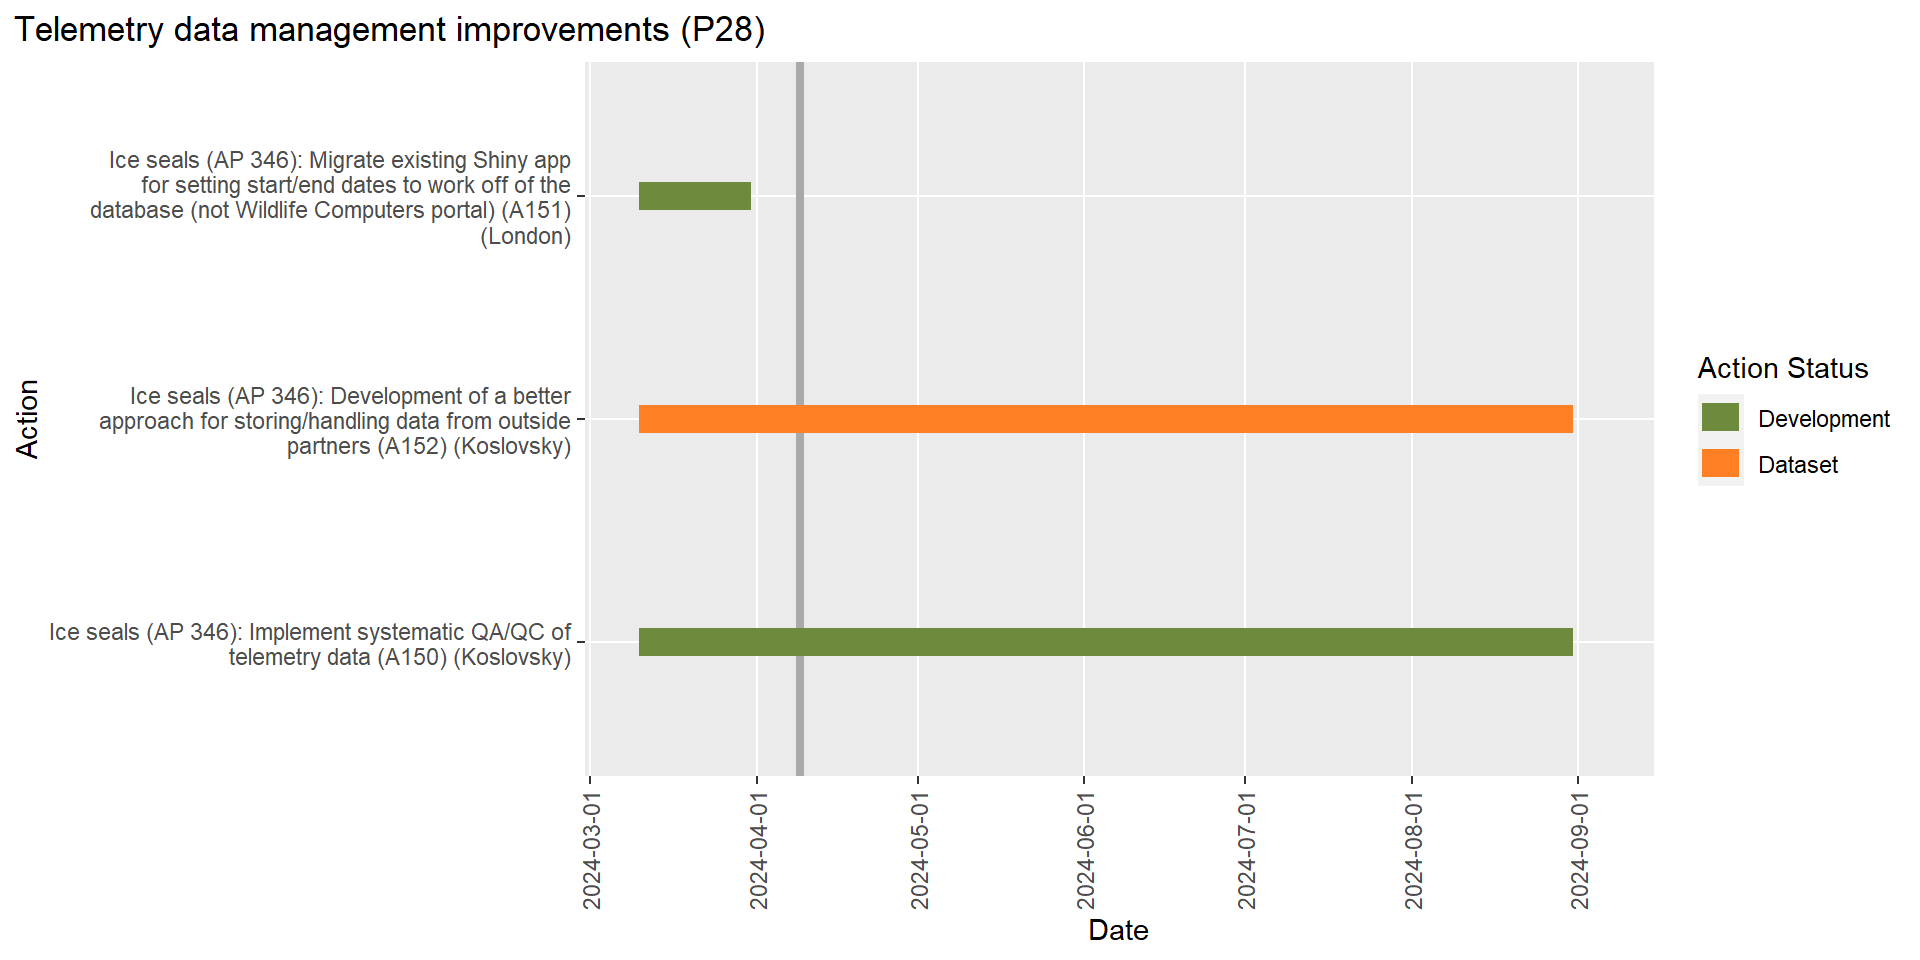 Telemetry data management improvements (P28)
Ice seals (AP 346): Migrate existing Shiny app
for setting start/end dates to work off of the
database (not Wildlife Computers portal) (A151)
(London)
Ice seals (AP 346): Development of a better
approach for storing/handling data from outside
partners (A152) (Koslovsky)
Ice seals (AP 346): Implement systematic QA/QC of
telemetry data (A150) (Koslovsky)
Action
2024-03-01
2024-04-01
2024-05-01
2024-06-01
2024-07-01
2024-08-01
2024-09-01
Date
Action Status
Development
Dataset